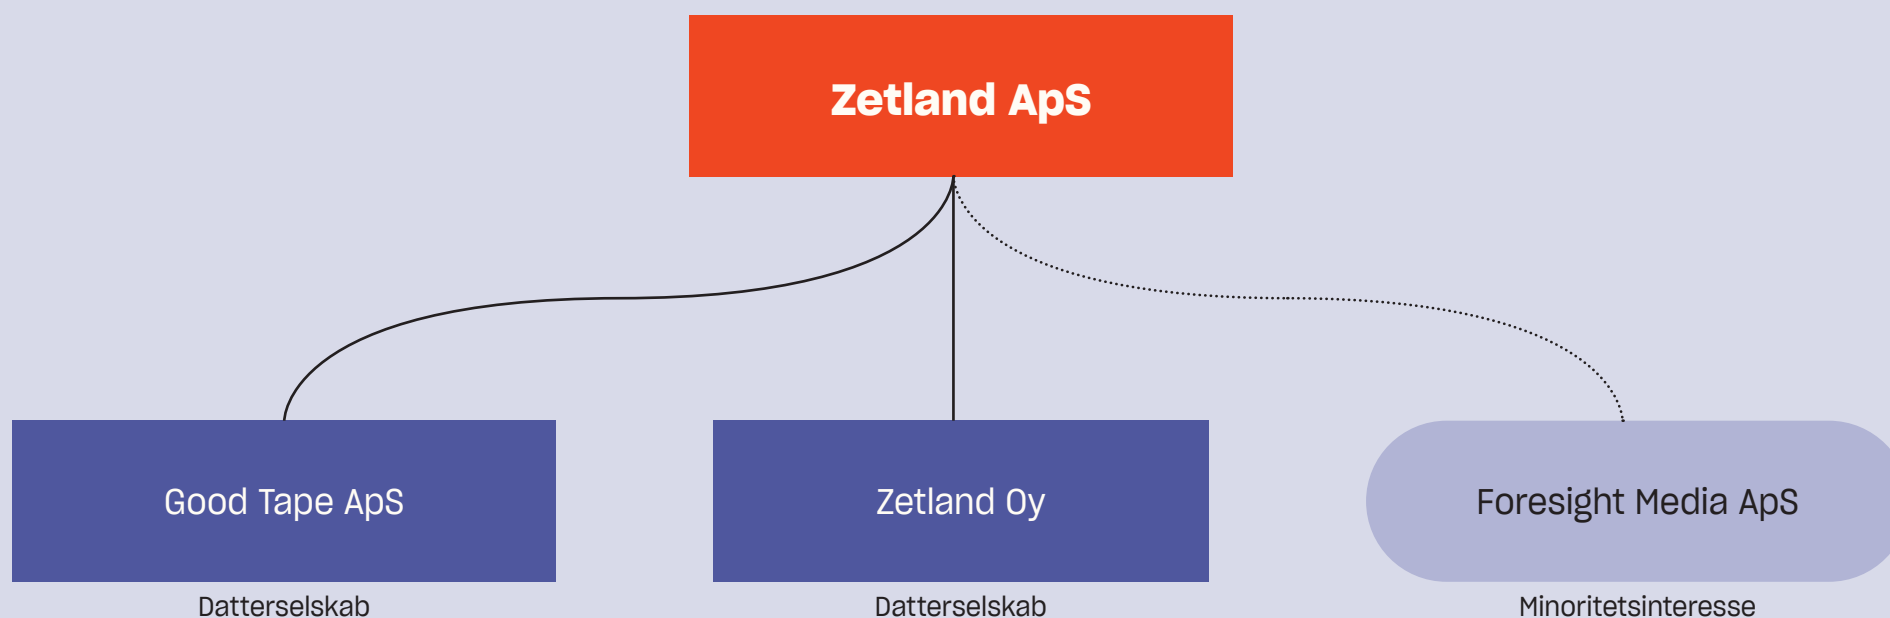 Zetland ApS
Good Tape ApS
Zetland Oy
Foresight Media ApS
Datterselskab
Datterselskab
Minoritetsinteresse